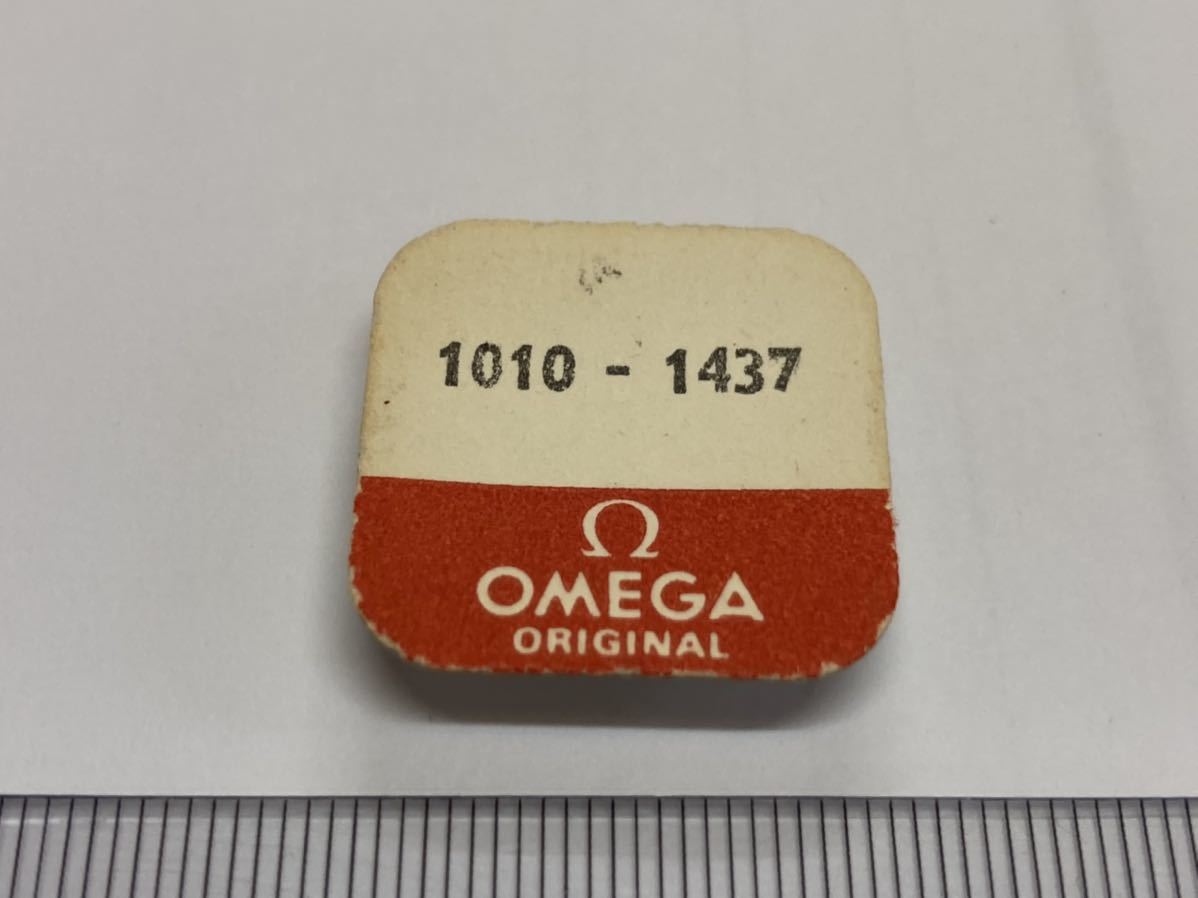 1010 - 1437
Ω
OMEGA
ORIGINAL